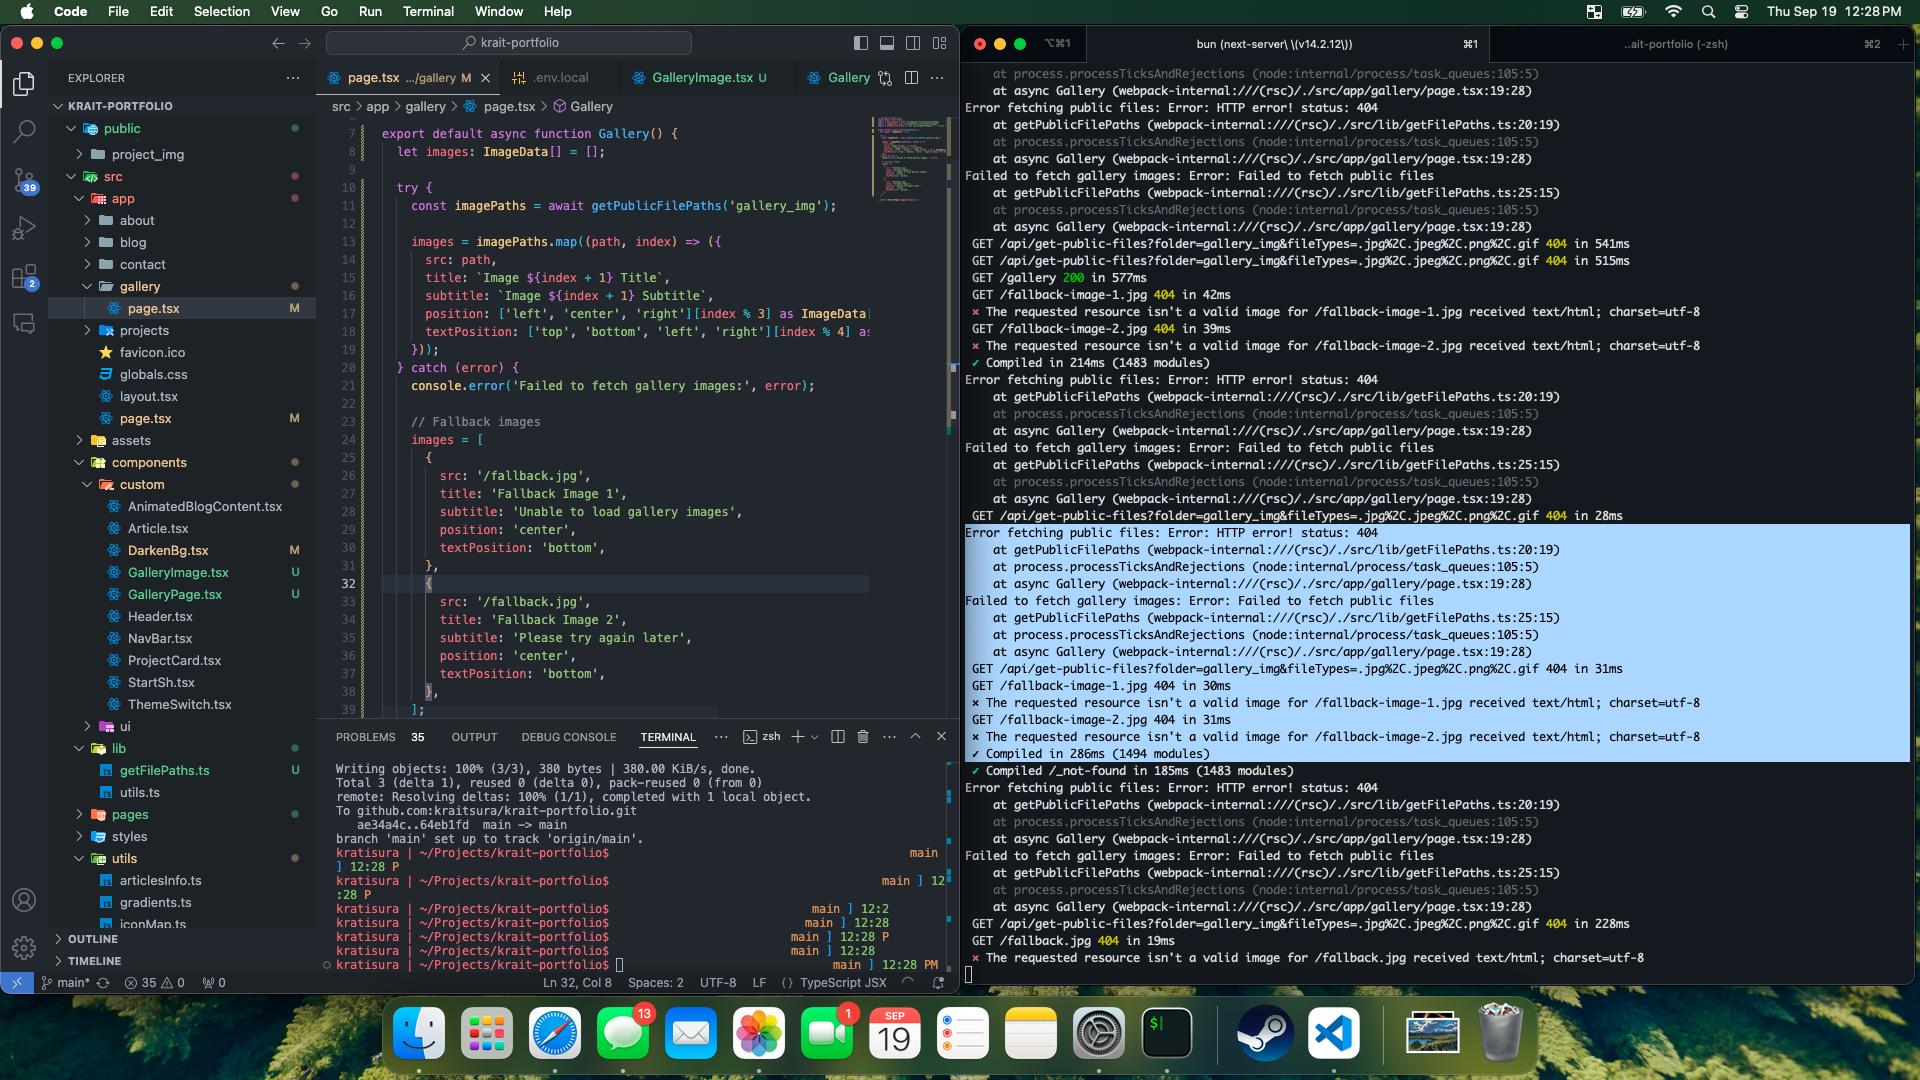 Code File Edit Selection View Go Run Terminal Window Help
Thu Sep 19 12:28 PM
krait-portfolio
EXPLORER
KRAIT-PORTFOLIO
public
project_img
src
app
about
blog
contact
gallery
page.tsx M
projects
favicon.ico
globals.css
layout.tsx
page.tsx M
assets
components
custom
AnimatedBlogContent.tsx
Article.tsx
DarkenBg.tsx M
GalleryImage.tsx U
GalleryPage.tsx U
Header.tsx
NavBar.tsx
ProjectCard.tsx
StartSh.tsx
ThemeSwitch.tsx
ui
lib
getFilePaths.ts U
utils.ts
pages
styles
utils
articlesInfo.ts
gradients.ts
iconMap.ts
OUTLINE
TIMELINE
39
2
page.tsx .../gallery M
.env.local
GalleryImage.tsx U
Gallery
src > app > gallery > page.tsx > Gallery
7 export default async function Gallery() {
8 let images: ImageData[] = [];
9
10 try {
11 const imagePaths = await getPublicFilePaths('gallery_img');
12
13 images = imagePaths.map((path, index) => ({
14 src: path,
15 title: `Image ${index + 1} Title`,
16 subtitle: `Image ${index + 1} Subtitle`,
17 position: ['left', 'center', 'right'][index % 3] as ImageData[
18 textPosition: ['top', 'bottom', 'left', 'right'][index % 4] as
19 }));
20 } catch (error) {
21 console.error('Failed to fetch gallery images:', error);
22
23 // Fallback images
24 images = [
25 {
26 src: '/fallback.jpg',
27 title: 'Fallback Image 1',
28 subtitle: 'Unable to load gallery images',
29 position: 'center',
30 textPosition: 'bottom',
31 },
32 {
33 src: '/fallback.jpg',
34 title: 'Fallback Image 2',
35 subtitle: 'Please try again later',
36 position: 'center',
37 textPosition: 'bottom',
38 },
39 ];
PROBLEMS 35 OUTPUT DEBUG CONSOLE TERMINAL ... zsh
Writing objects: 100% (3/3), 380 bytes | 380.00 KiB/s, done.
Total 3 (delta 1), reused 0 (delta 0), pack-reused 0 (from 0)
remote: Resolving deltas: 100% (1/1), completed with 1 local object.
To github.com:kraitsura/krait-portfolio.git
ae34a4c..64eb1fd main -> main
branch 'main' set up to track 'origin/main'.
kratisura | ~/Projects/krait-portfolio$ main
] 12:28 P
kratisura | ~/Projects/krait-portfolio$ main ] 12
:28 P
kratisura | ~/Projects/krait-portfolio$ main ] 12:2
kratisura | ~/Projects/krait-portfolio$ main ] 12:28
kratisura | ~/Projects/krait-portfolio$ main ] 12:28 P
kratisura | ~/Projects/krait-portfolio$ main ] 12:28
kratisura | ~/Projects/krait-portfolio$ main ] 12:28 PM
main* 35 0 0 Ln 32, Col 8 Spaces: 2 UTF-8 LF {} TypeScript JSX
⌥⌘1 bun (next-server\ \(v14.2.12\)) ⌘1 ..ait-portfolio (-zsh) ⌘2
at process.processTicksAndRejections (node:internal/process/task_queues:105:5)
at async Gallery (webpack-internal:///(rsc)/./src/app/gallery/page.tsx:19:28)
Error fetching public files: Error: HTTP error! status: 404
at getPublicFilePaths (webpack-internal:///(rsc)/./src/lib/getFilePaths.ts:20:19)
at process.processTicksAndRejections (node:internal/process/task_queues:105:5)
at async Gallery (webpack-internal:///(rsc)/./src/app/gallery/page.tsx:19:28)
Failed to fetch gallery images: Error: Failed to fetch public files
at getPublicFilePaths (webpack-internal:///(rsc)/./src/lib/getFilePaths.ts:25:15)
at process.processTicksAndRejections (node:internal/process/task_queues:105:5)
at async Gallery (webpack-internal:///(rsc)/./src/app/gallery/page.tsx:19:28)
GET /api/get-public-files?folder=gallery_img&fileTypes=.jpg%2C.jpeg%2C.png%2C.gif 404 in 541ms
GET /api/get-public-files?folder=gallery_img&fileTypes=.jpg%2C.jpeg%2C.png%2C.gif 404 in 515ms
GET /gallery 200 in 577ms
GET /fallback-image-1.jpg 404 in 42ms
⨯ The requested resource isn't a valid image for /fallback-image-1.jpg received text/html; charset=utf-8
GET /fallback-image-2.jpg 404 in 39ms
⨯ The requested resource isn't a valid image for /fallback-image-2.jpg received text/html; charset=utf-8
✓ Compiled in 214ms (1483 modules)
Error fetching public files: Error: HTTP error! status: 404
at getPublicFilePaths (webpack-internal:///(rsc)/./src/lib/getFilePaths.ts:20:19)
at process.processTicksAndRejections (node:internal/process/task_queues:105:5)
at async Gallery (webpack-internal:///(rsc)/./src/app/gallery/page.tsx:19:28)
Failed to fetch gallery images: Error: Failed to fetch public files
at getPublicFilePaths (webpack-internal:///(rsc)/./src/lib/getFilePaths.ts:25:15)
at process.processTicksAndRejections (node:internal/process/task_queues:105:5)
at async Gallery (webpack-internal:///(rsc)/./src/app/gallery/page.tsx:19:28)
GET /api/get-public-files?folder=gallery_img&fileTypes=.jpg%2C.jpeg%2C.png%2C.gif 404 in 28ms
Error fetching public files: Error: HTTP error! status: 404
at getPublicFilePaths (webpack-internal:///(rsc)/./src/lib/getFilePaths.ts:20:19)
at process.processTicksAndRejections (node:internal/process/task_queues:105:5)
at async Gallery (webpack-internal:///(rsc)/./src/app/gallery/page.tsx:19:28)
Failed to fetch gallery images: Error: Failed to fetch public files
at getPublicFilePaths (webpack-internal:///(rsc)/./src/lib/getFilePaths.ts:25:15)
at process.processTicksAndRejections (node:internal/process/task_queues:105:5)
at async Gallery (webpack-internal:///(rsc)/./src/app/gallery/page.tsx:19:28)
GET /api/get-public-files?folder=gallery_img&fileTypes=.jpg%2C.jpeg%2C.png%2C.gif 404 in 31ms
GET /fallback-image-1.jpg 404 in 30ms
⨯ The requested resource isn't a valid image for /fallback-image-1.jpg received text/html; charset=utf-8
GET /fallback-image-2.jpg 404 in 31ms
⨯ The requested resource isn't a valid image for /fallback-image-2.jpg received text/html; charset=utf-8
✓ Compiled in 286ms (1494 modules)
✓ Compiled /_not-found in 185ms (1483 modules)
Error fetching public files: Error: HTTP error! status: 404
at getPublicFilePaths (webpack-internal:///(rsc)/./src/lib/getFilePaths.ts:20:19)
at process.processTicksAndRejections (node:internal/process/task_queues:105:5)
at async Gallery (webpack-internal:///(rsc)/./src/app/gallery/page.tsx:19:28)
Failed to fetch gallery images: Error: Failed to fetch public files
at getPublicFilePaths (webpack-internal:///(rsc)/./src/lib/getFilePaths.ts:25:15)
at process.processTicksAndRejections (node:internal/process/task_queues:105:5)
at async Gallery (webpack-internal:///(rsc)/./src/app/gallery/page.tsx:19:28)
GET /api/get-public-files?folder=gallery_img&fileTypes=.jpg%2C.jpeg%2C.png%2C.gif 404 in 228ms
GET /fallback.jpg 404 in 19ms
⨯ The requested resource isn't a valid image for /fallback.jpg received text/html; charset=utf-8
13
1
SEP
19
$